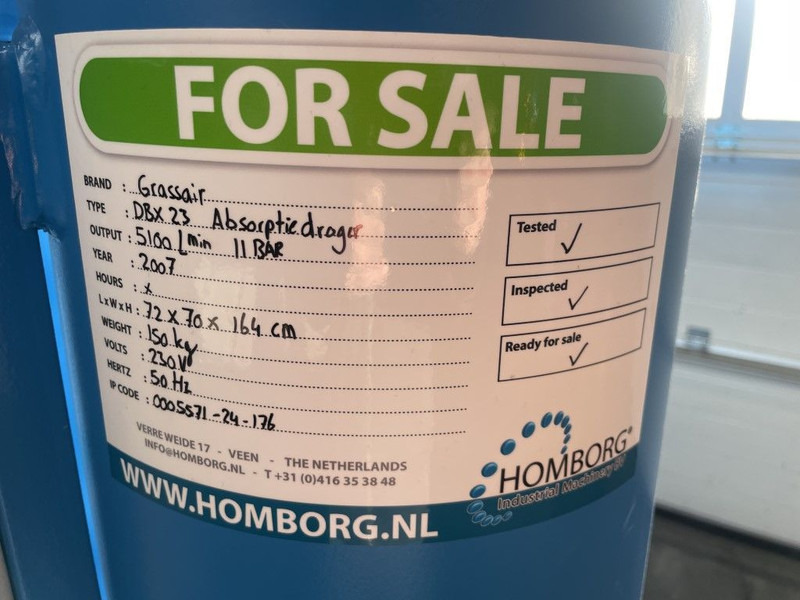 FOR SALE
BRAND : Grassair
TYPE : DBX 23 Absorptiedroger
OUTPUT : 5100 L min 11 BAR
YEAR : 2007
HOURS : x
L x W x H : 72 x 70 x 164 cm
WEIGHT : 150 kg
VOLTS : 230V
HERTZ : 50 Hz
IP CODE : 0005571-24-176
Tested ✓
Inspected ✓
Ready for sale ✓
VERRE WEIDE 17 - VEEN - THE NETHERLANDS
INFO@HOMBORG.NL - T +31 (0)416 35 38 48
WWW.HOMBORG.NL
HOMBORG®
Industrial Machinery BV